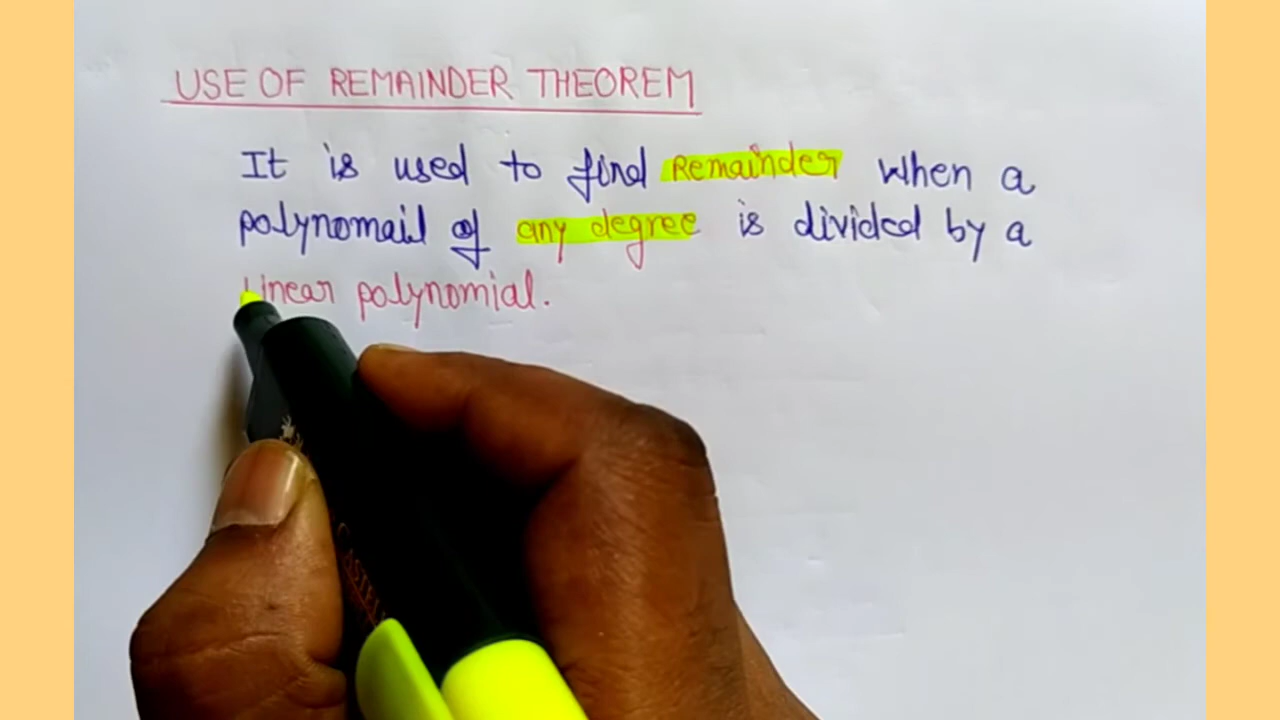 USE OF REMAINDER THEOREM
It is used to find Remainder when a
polynomail of any degree is divided by a
Linear polynomial.